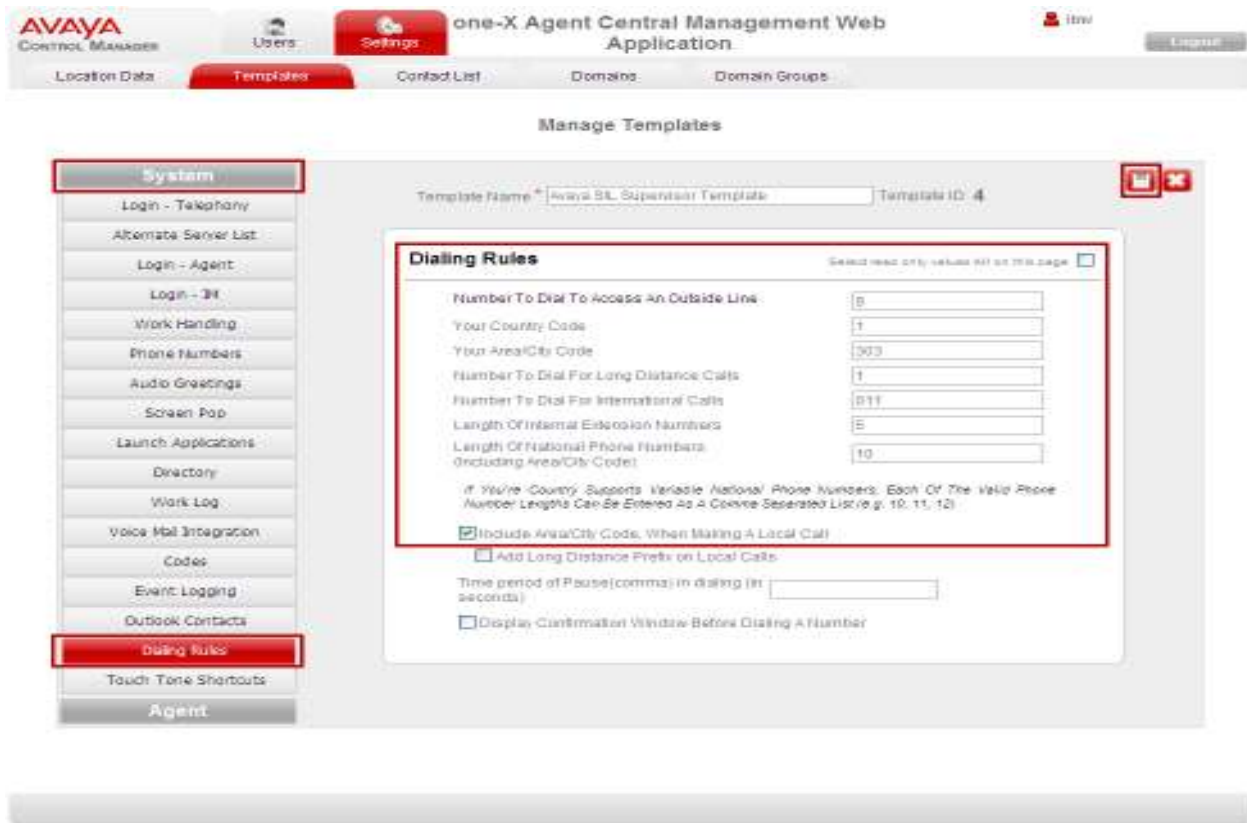 AVAYA
CONTROL MANAGER
Users
Settings
one-X Agent Central Management Web
Application
itnv
Logout
Location Data
Templates
Contact List
Domains
Domain Groups
Manage Templates
System
Login - Telephony
Alternate Server List
Login - Agent
Login - IM
Work Handling
Phone Numbers
Audio Greetings
Screen Pop
Launch Applications
Directory
Work Log
Voice Mail Integration
Codes
Event Logging
Outlook Contacts
Dialing Rules
Touch Tone Shortcuts
Agent
Template Name * Avaya SIL Supervisor Template Template ID 4
Dialing Rules
Select read only values All on this page
Number To Dial To Access An Outside Line
Your Country Code 1
Your Area/City Code 303
Number To Dial For Long Distance Calls 1
Number To Dial For International Calls 011
Length Of Internal Extension Numbers 5
Length Of National Phone Numbers
(Including Area/City Code) 10
If You're Country Supports Variable National Phone Numbers, Each Of The Valid Phone
Number Lengths Can Be Entered As A Comma Separated List (e.g. 10, 11, 12)
Include Area/City Code, When Making A Local Call
Add Long Distance Prefix on Local Calls
Time period of Pause(comma) in dialing (in
seconds)
Display Confirmation Window Before Dialing A Number